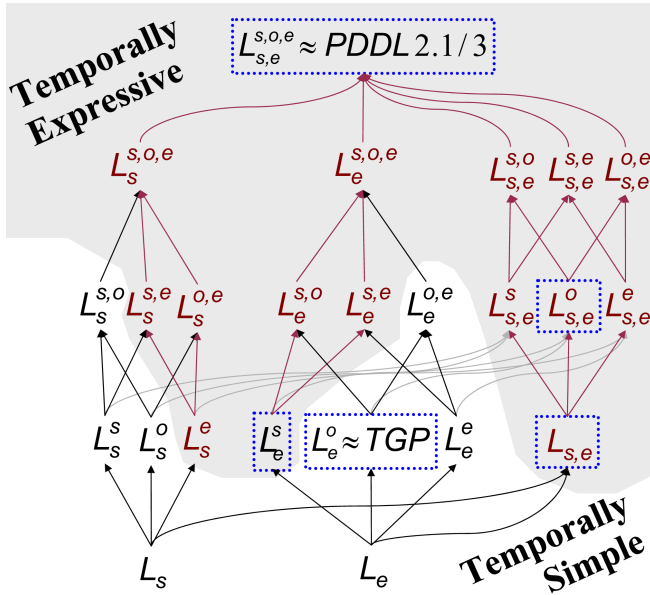 Temporally
Expressive
L_{s,e}^{s,o,e} ≈ PDDL 2.1/3
L_s^{s,o,e} L_e^{s,o,e} L_{s,e}^{s,o} L_{s,e}^{s,e} L_{s,e}^{o,e}
L_s^{s,o} L_s^{s,e} L_s^{o,e} L_e^{s,o} L_e^{s,e} L_e^{o,e} L_{s,e}^s L_{s,e}^o L_{s,e}^e
L_s^s L_s^o L_s^e L_e^s L_e^o ≈ TGP L_e^e L_{s,e}
L_s L_e
Temporally
Simple